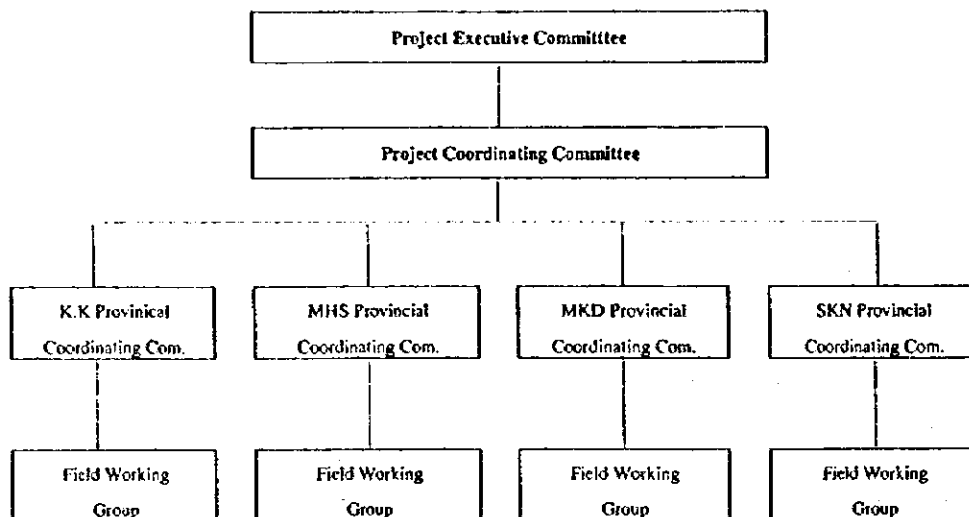 Project Executive Committtee
Project Coordinating Committee
K.K Provinical
Coordinating Com.
MHS Provincial
Coordinating Com.
MKD Provincial
Coordinating Com.
SKN Provincial
Coordinating Com.
Field Working
Group
Field Working
Group
Field Working
Group
Field Working
Group